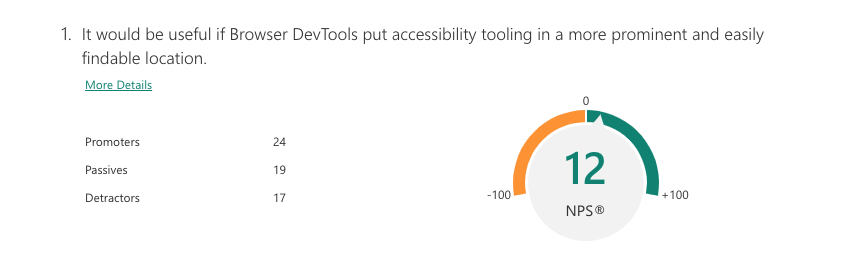 1. It would be useful if Browser DevTools put accessibility tooling in a more prominent and easily
findable location.
More Details
Promoters 24
Passives 19
Detractors 17
0
12
-100
+100
NPS®